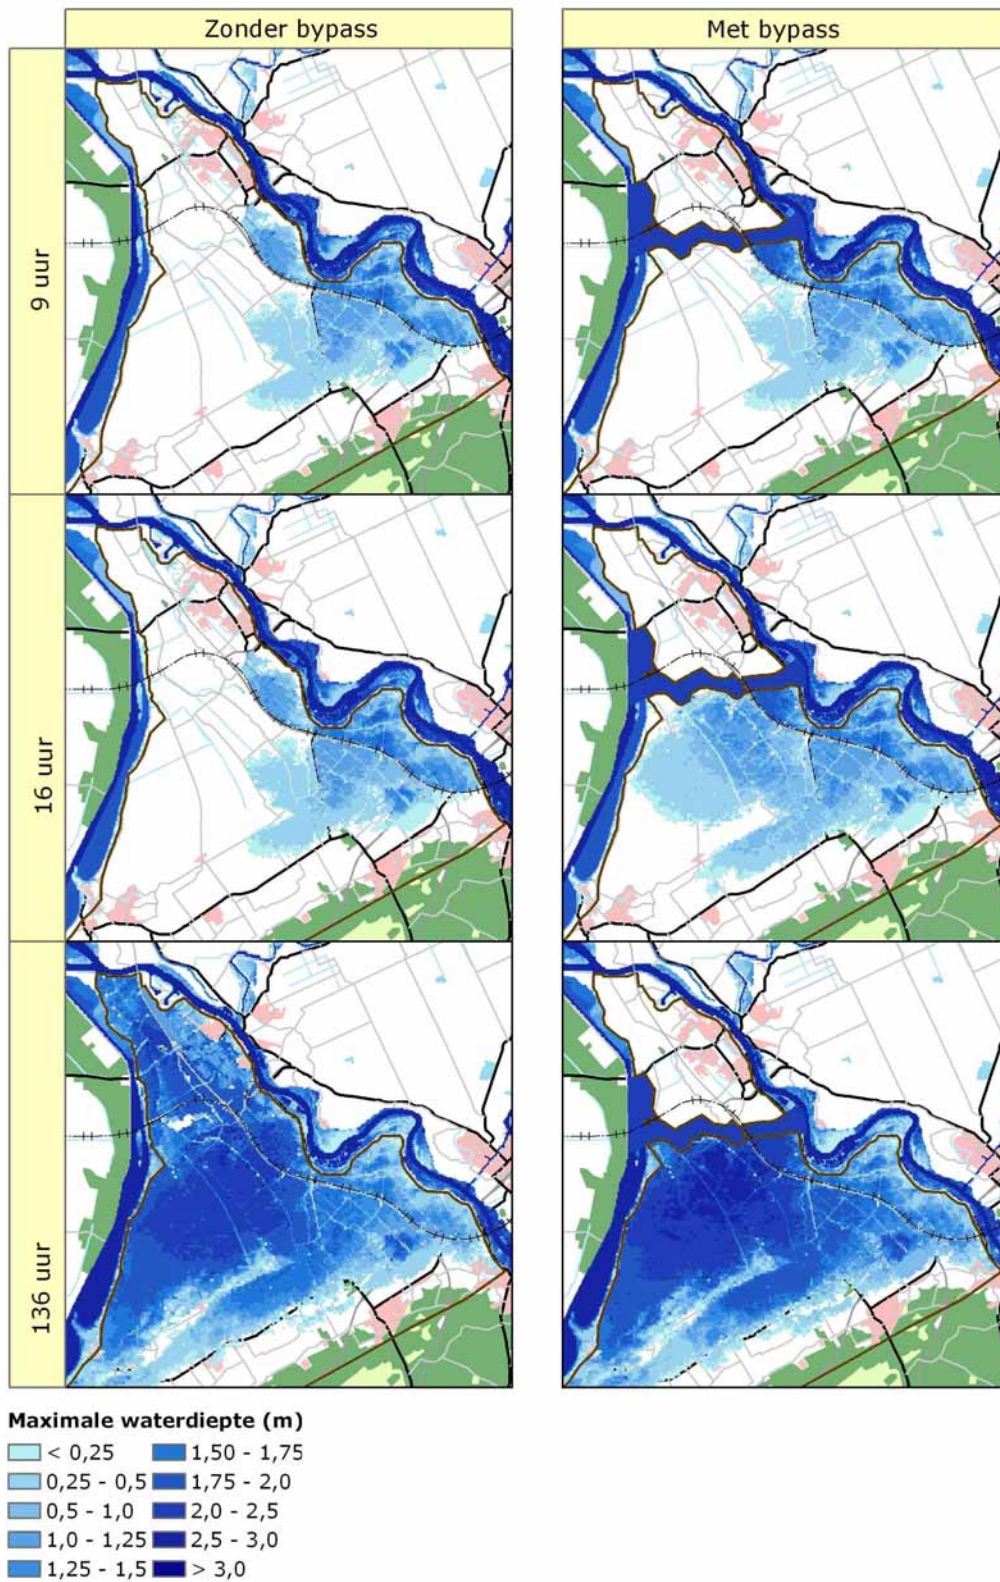 Zonder bypass
Met bypass
9 uur
16 uur
136 uur
Maximale waterdiepte (m)
< 0,25
0,25 - 0,5
0,5 - 1,0
1,0 - 1,25
1,25 - 1,5
1,50 - 1,75
1,75 - 2,0
2,0 - 2,5
2,5 - 3,0
> 3,0